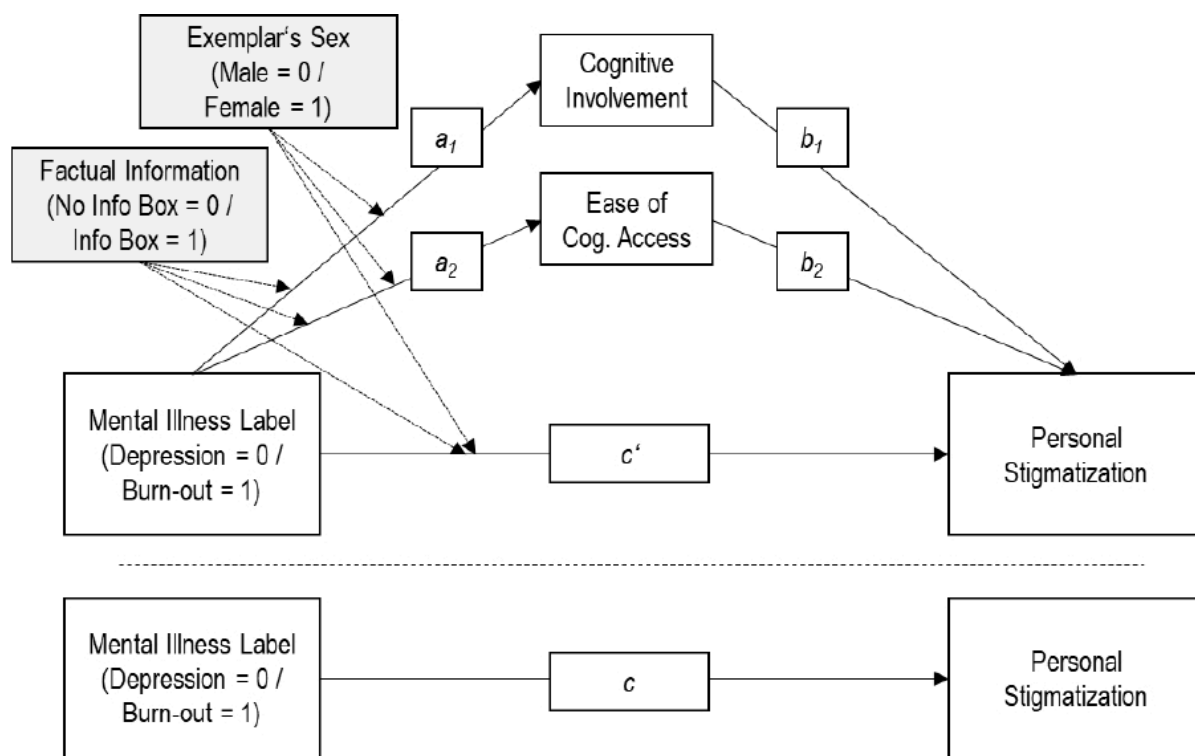 Exemplar‘s Sex
(Male = 0 /
Female = 1)
Factual Information
(No Info Box = 0 /
Info Box = 1)
Cognitive
Involvement
Ease of
Cog. Access
a1
a2
b1
b2
Mental Illness Label
(Depression = 0 /
Burn-out = 1)
c‘
Personal
Stigmatization
Mental Illness Label
(Depression = 0 /
Burn-out = 1)
c
Personal
Stigmatization